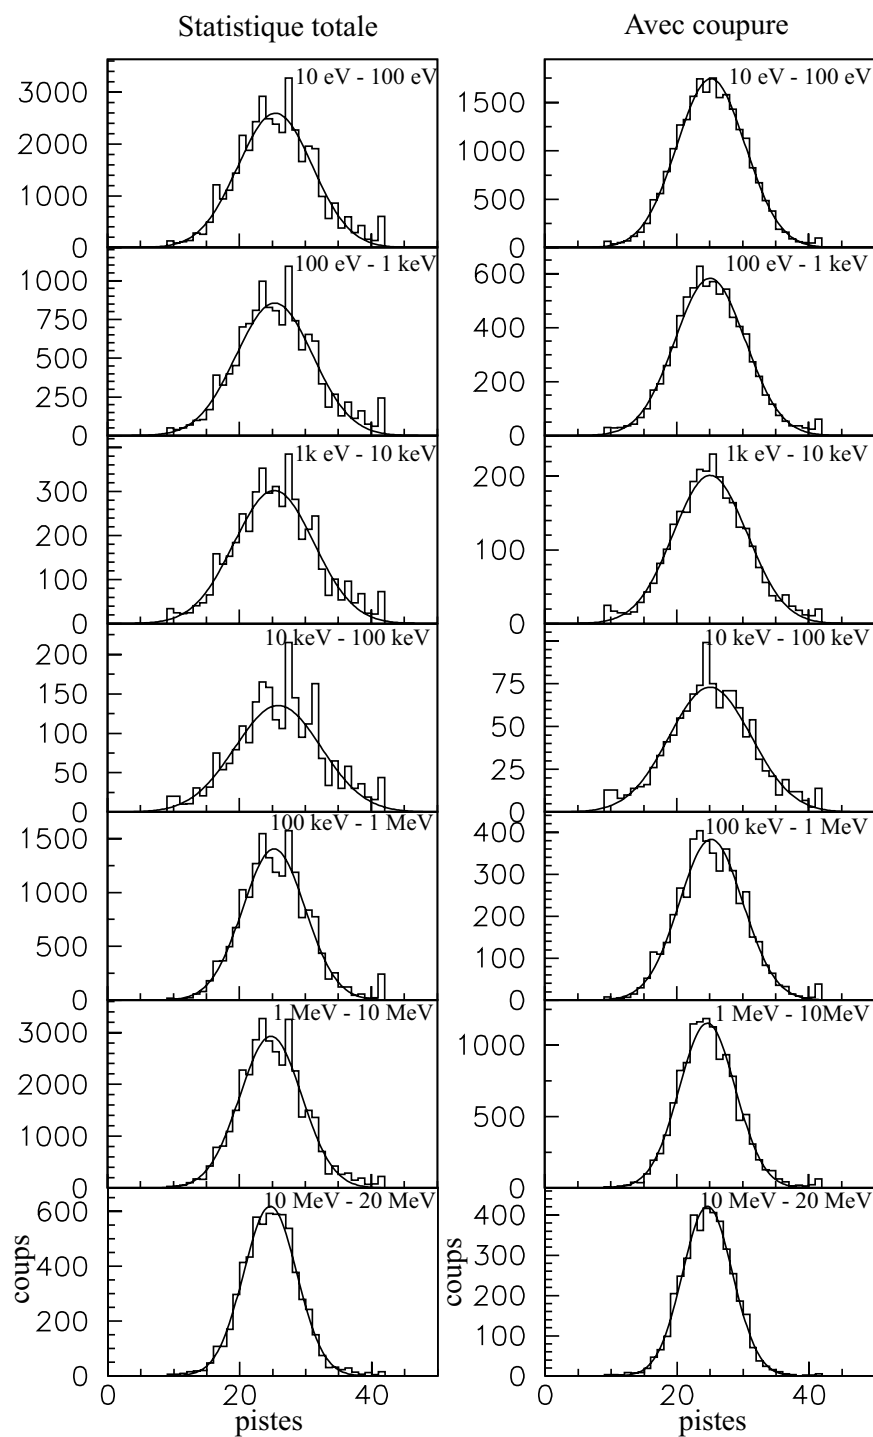 Statistique totale
Avec coupure
10 eV - 100 eV
3000
2000
1000
0
10 eV - 100 eV
1500
1000
500
0
100 eV - 1 keV
1000
750
500
250
0
100 eV - 1 keV
600
400
200
0
1k eV - 10 keV
300
200
100
0
1k eV - 10 keV
200
100
0
10 keV - 100 keV
200
150
100
50
0
10 keV - 100 keV
75
50
25
0
100 keV - 1 MeV
1500
1000
500
0
100 keV - 1 MeV
400
300
200
100
0
1 MeV - 10 MeV
3000
2000
1000
0
1 MeV - 10MeV
1000
500
0
10 MeV - 20 MeV
600
400
200
0
coups
0 20 40
pistes
10 MeV - 20 MeV
400
300
200
100
0
coups
0 20 40
pistes